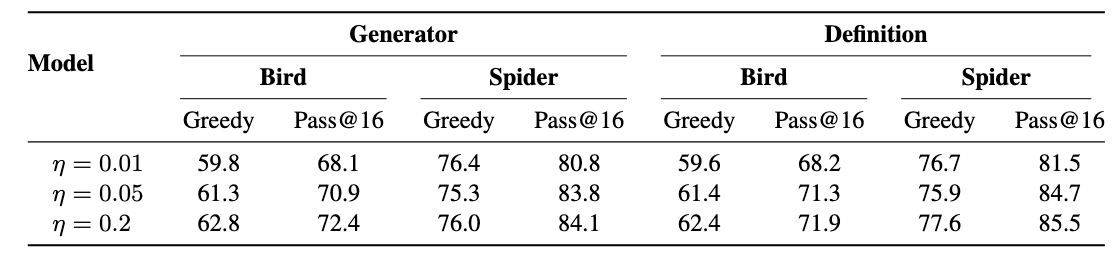 Generator Definition
Model
Bird Spider Bird Spider
Greedy Pass@16 Greedy Pass@16 Greedy Pass@16 Greedy Pass@16
η = 0.01 59.8 68.1 76.4 80.8 59.6 68.2 76.7 81.5
η = 0.05 61.3 70.9 75.3 83.8 61.4 71.3 75.9 84.7
η = 0.2 62.8 72.4 76.0 84.1 62.4 71.9 77.6 85.5